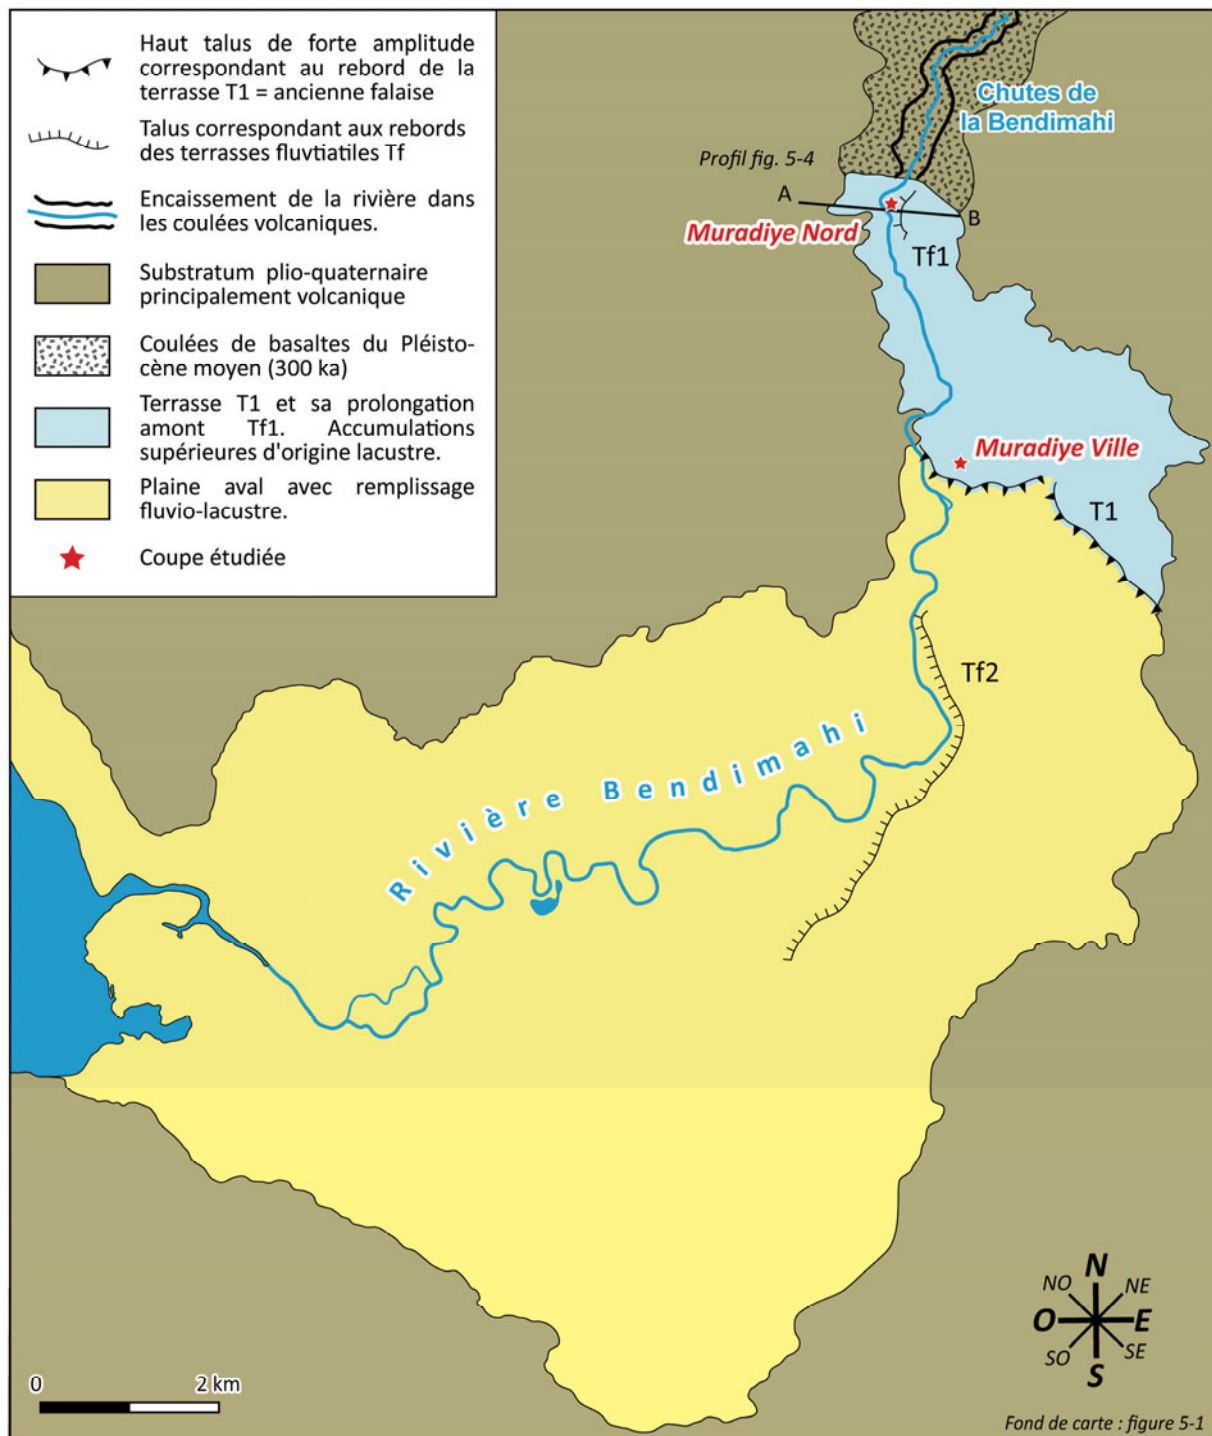 Haut talus de forte amplitude
correspondant au rebord de la
terrasse T1 = ancienne falaise
Talus correspondant aux rebords
des terrasses fluvtiatiles Tf
Encaissement de la rivière dans
les coulées volcaniques.
Substratum plio-quaternaire
principalement volcanique
Coulées de basaltes du Pléisto-
cène moyen (300 ka)
Terrasse T1 et sa prolongation
amont Tf1. Accumulations
supérieures d'origine lacustre.
Plaine aval avec remplissage
fluvio-lacustre.
Coupe étudiée
Chutes de
la Bendimahi
Profil fig. 5-4
A
B
Muradiye Nord
Tf1
Muradiye Ville
T1
Tf2
Rivière Bendimahi
N
NO
NE
O
E
SO
SE
S
0
2 km
Fond de carte : figure 5-1